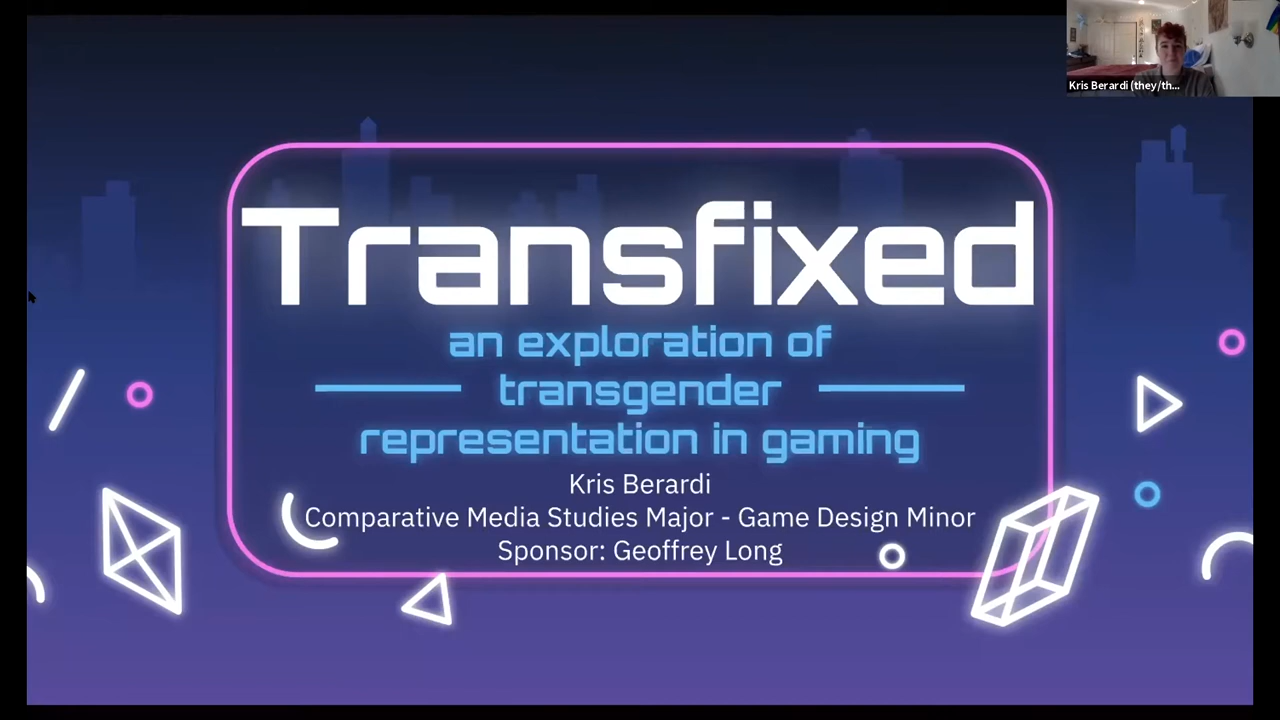 Kris Berardi (they/th...
Transfixed
an exploration of
transgender
representation in gaming
Kris Berardi
Comparative Media Studies Major - Game Design Minor
Sponsor: Geoffrey Long